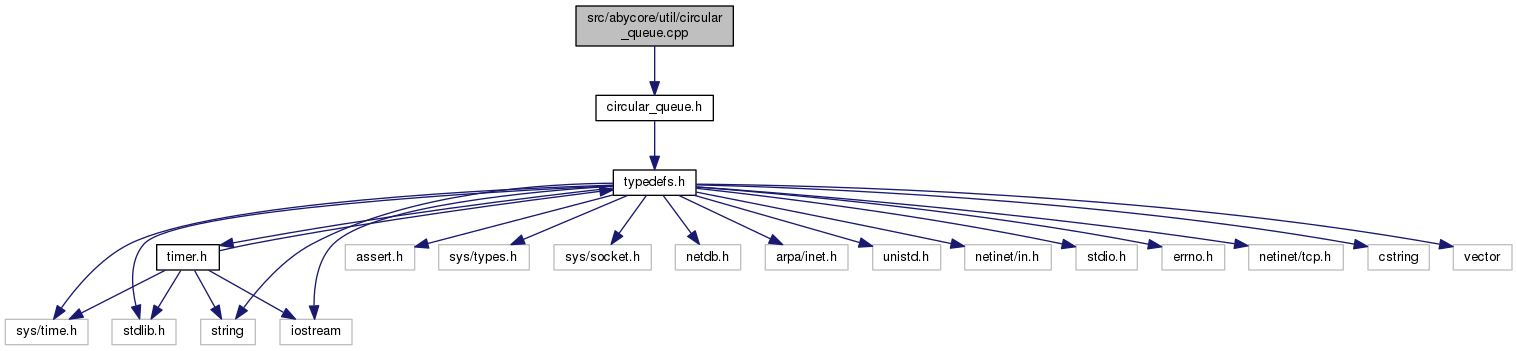 src/abycore/util/circular
_queue.cpp
circular_queue.h
typedefs.h
timer.h
assert.h
sys/types.h
sys/socket.h
netdb.h
arpa/inet.h
unistd.h
netinet/in.h
stdio.h
errno.h
netinet/tcp.h
cstring
vector
sys/time.h
stdlib.h
string
iostream